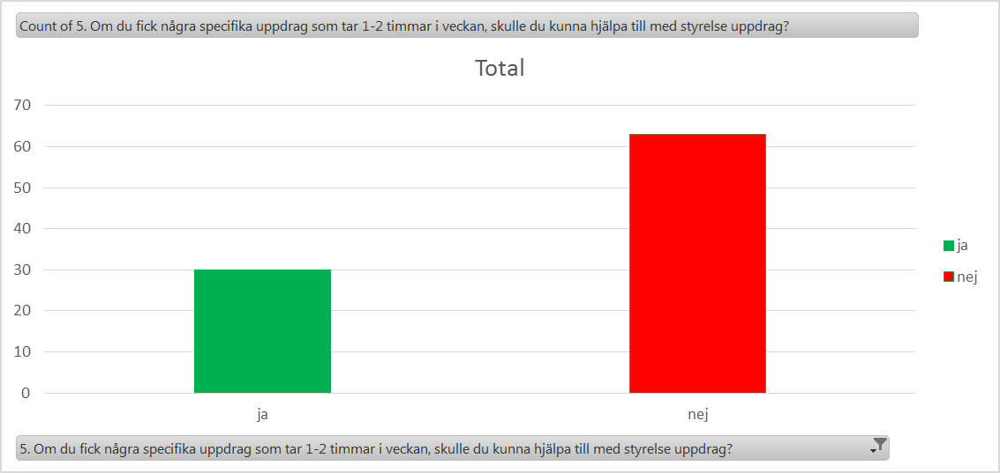 Count of 5. Om du fick några specifika uppdrag som tar 1-2 timmar i veckan, skulle du kunna hjälpa till med styrelse uppdrag?
Total
70
60
50
40
30
20
10
0
ja
nej
ja
nej
5. Om du fick några specifika uppdrag som tar 1-2 timmar i veckan, skulle du kunna hjälpa till med styrelse uppdrag?